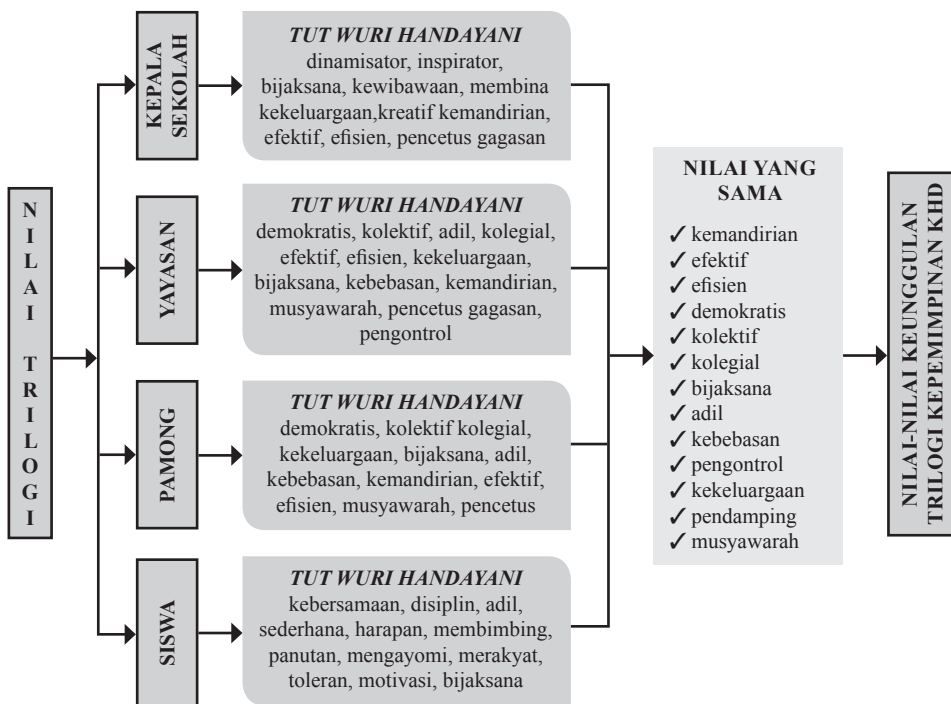 NILAI TRILOGI
KEPALA
SEKOLAH
TUT WURI HANDAYANI
dinamisator, inspirator,
bijaksana, kewibawaan, membina
kekeluargaan,kreatif kemandirian,
efektif, efisien, pencetus gagasan
YAYASAN
TUT WURI HANDAYANI
demokratis, kolektif, adil, kolegial,
efektif, efisien, kekeluargaan,
bijaksana, kebebasan, kemandirian,
musyawarah, pencetus gagasan,
pengontrol
PAMONG
TUT WURI HANDAYANI
demokratis, kolektif kolegial,
kekeluargaan, bijaksana, adil,
kebebasan, kemandirian, efektif,
efisien, musyawarah, pencetus
SISWA
TUT WURI HANDAYANI
kebersamaan, disiplin, adil,
sederhana, harapan, membimbing,
panutan, mengayomi, merakyat,
toleran, motivasi, bijaksana
NILAI YANG
SAMA
✓ kemandirian
✓ efektif
✓ efisien
✓ demokratis
✓ kolektif
✓ kolegial
✓ bijaksana
✓ adil
✓ kebebasan
✓ pengontrol
✓ kekeluargaan
✓ pendamping
✓ musyawarah
NILAI-NILAI KEUNGGULAN
TRILOGI KEPEMIMPINAN KHD